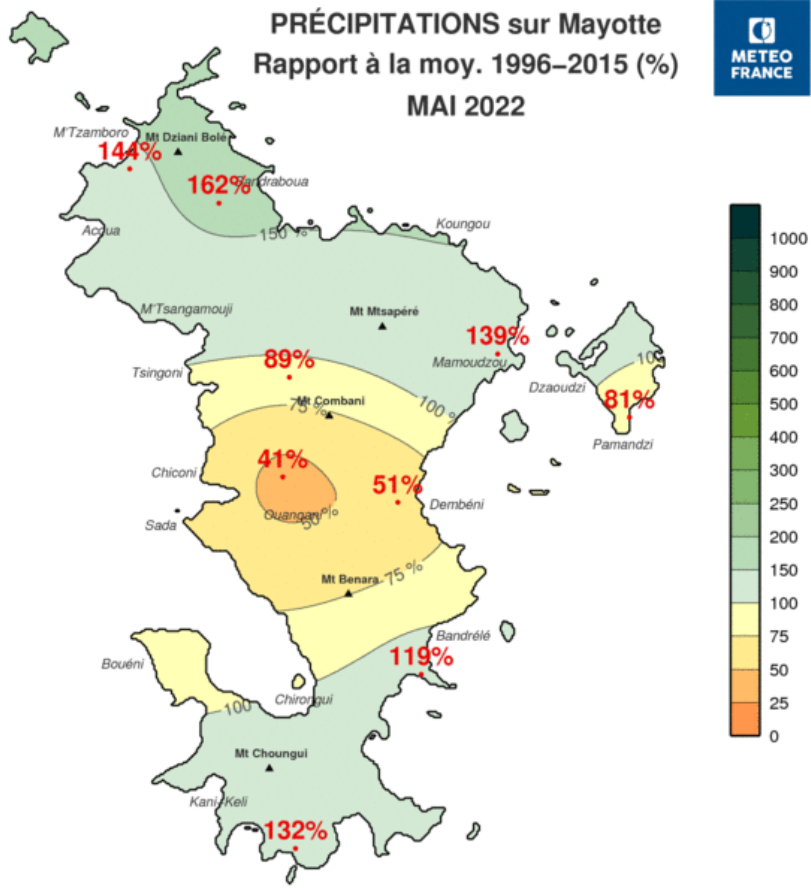 PRÉCIPITATIONS sur Mayotte
Rapport à la moy. 1996–2015 (%)
MAI 2022
METEO
FRANCE
M'Tzamboro
Mt Dziani Bolé
144%
162%
Bandraboua
Acoua
150 %
Koungou
M'Tsangamouji
Mt Mtsapéré
139%
Mamoudzou
Tsingoni
89%
Dzaoudzi
100
81%
Pamandzi
75 %
Mt Combani
100 %
Chiconi
41%
51%
Dembéni
Ouangani
50 %
Sada
Mt Benara
75 %
Bandrélé
119%
Bouéni
Chirongui
100
Mt Choungui
Kani-Kéli
132%
1000
900
800
700
600
500
400
300
200
150
100
75
50
25
0